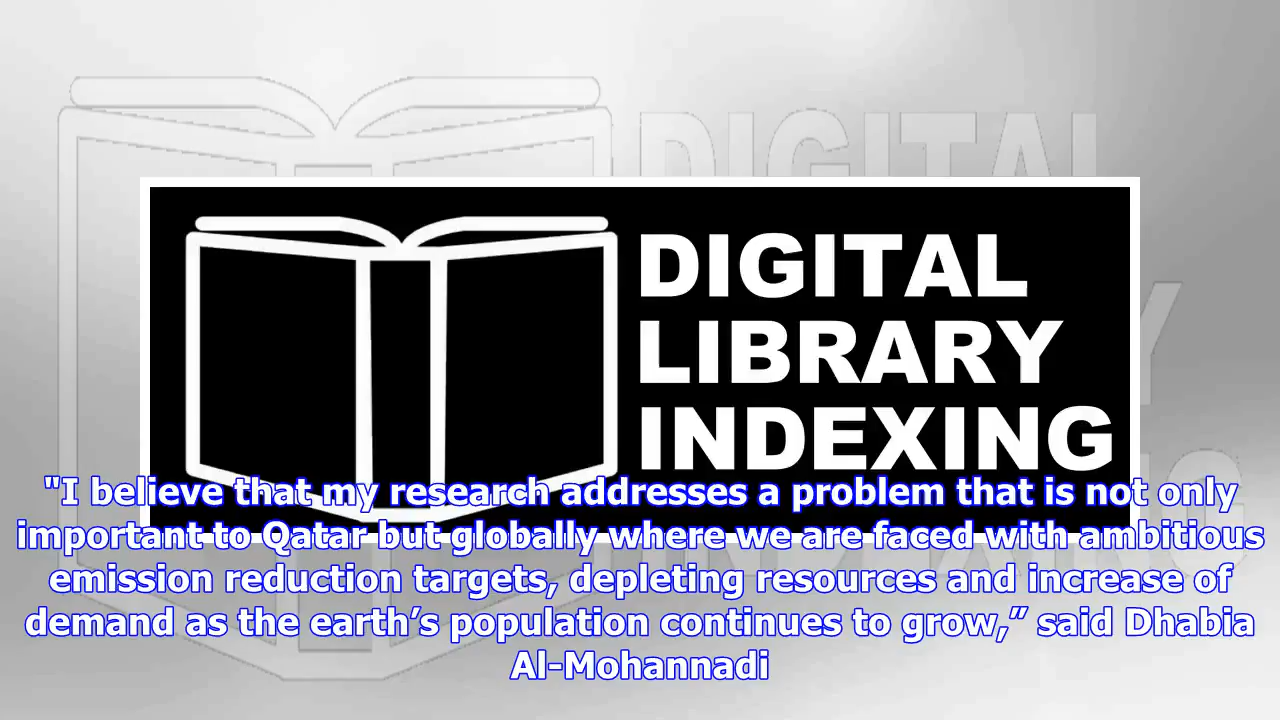 DIGITAL
LIBRARY
INDEXING
"I believe that my research addresses a problem that is not only
important to Qatar but globally where we are faced with ambitious
emission reduction targets, depleting resources and increase of
demand as the earth’s population continues to grow,” said Dhabia
Al-Mohannadi